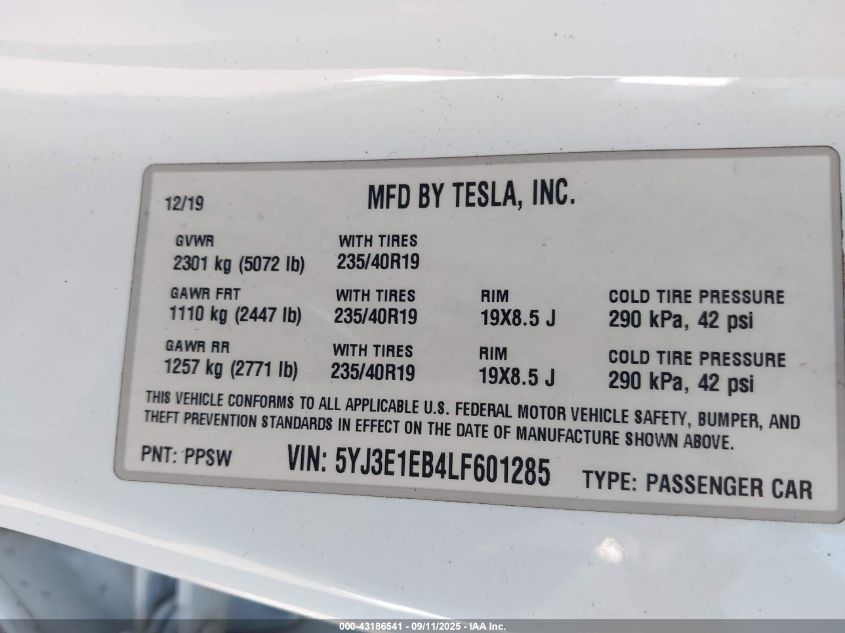 12/19 MFD BY TESLA, INC.
GVWR WITH TIRES
2301 kg (5072 lb) 235/40R19
GAWR FRT WITH TIRES RIM COLD TIRE PRESSURE
1110 kg (2447 lb) 235/40R19 19X8.5 J 290 kPa, 42 psi
GAWR RR WITH TIRES RIM COLD TIRE PRESSURE
1257 kg (2771 lb) 235/40R19 19X8.5 J 290 kPa, 42 psi
THIS VEHICLE CONFORMS TO ALL APPLICABLE U.S. FEDERAL MOTOR VEHICLE SAFETY, BUMPER, AND
THEFT PREVENTION STANDARDS IN EFFECT ON THE DATE OF MANUFACTURE SHOWN ABOVE.
PNT: PPSW VIN: 5YJ3E1EB4LF601285 TYPE: PASSENGER CAR
000-43186541 - 09/11/2025 - IAA Inc.